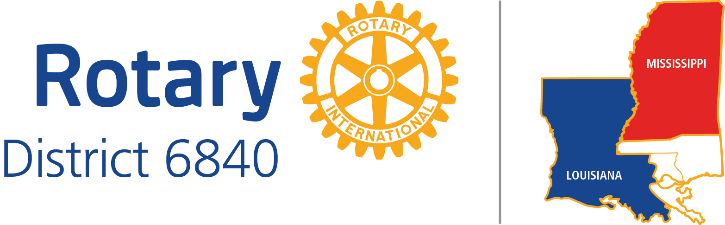 Rotary
District 6840
ROTARY
INTERNATIONAL
MISSISSIPPI
LOUISIANA